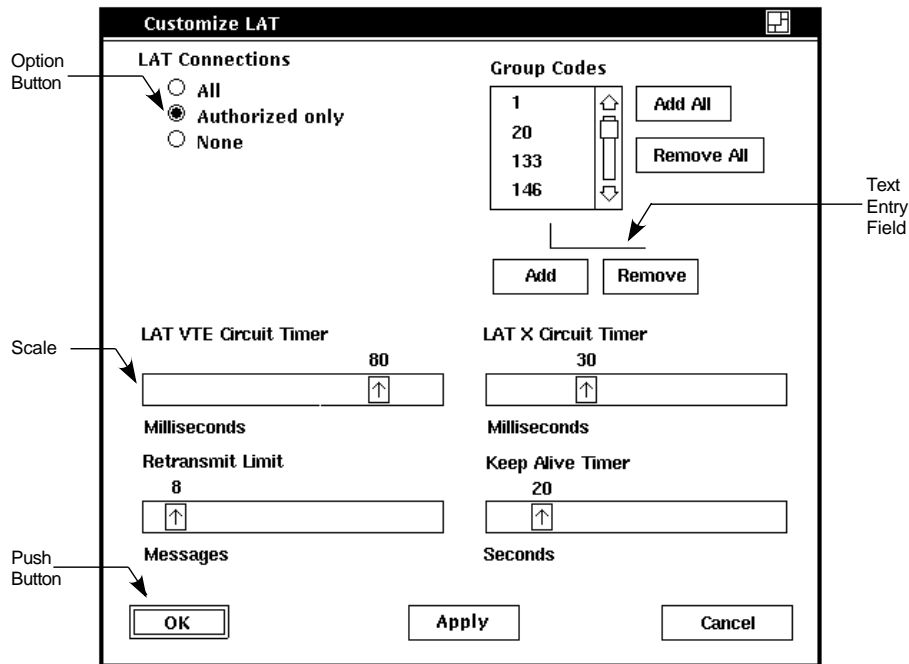 Customize LAT
Option
Button
LAT Connections
All
Authorized only
None
Group Codes
1
20
133
146
Add All
Remove All
Text
Entry
Field
Add
Remove
Scale
LAT VTE Circuit Timer
80
Milliseconds
LAT X Circuit Timer
30
Milliseconds
Retransmit Limit
8
Messages
Keep Alive Timer
20
Seconds
Push
Button
OK
Apply
Cancel